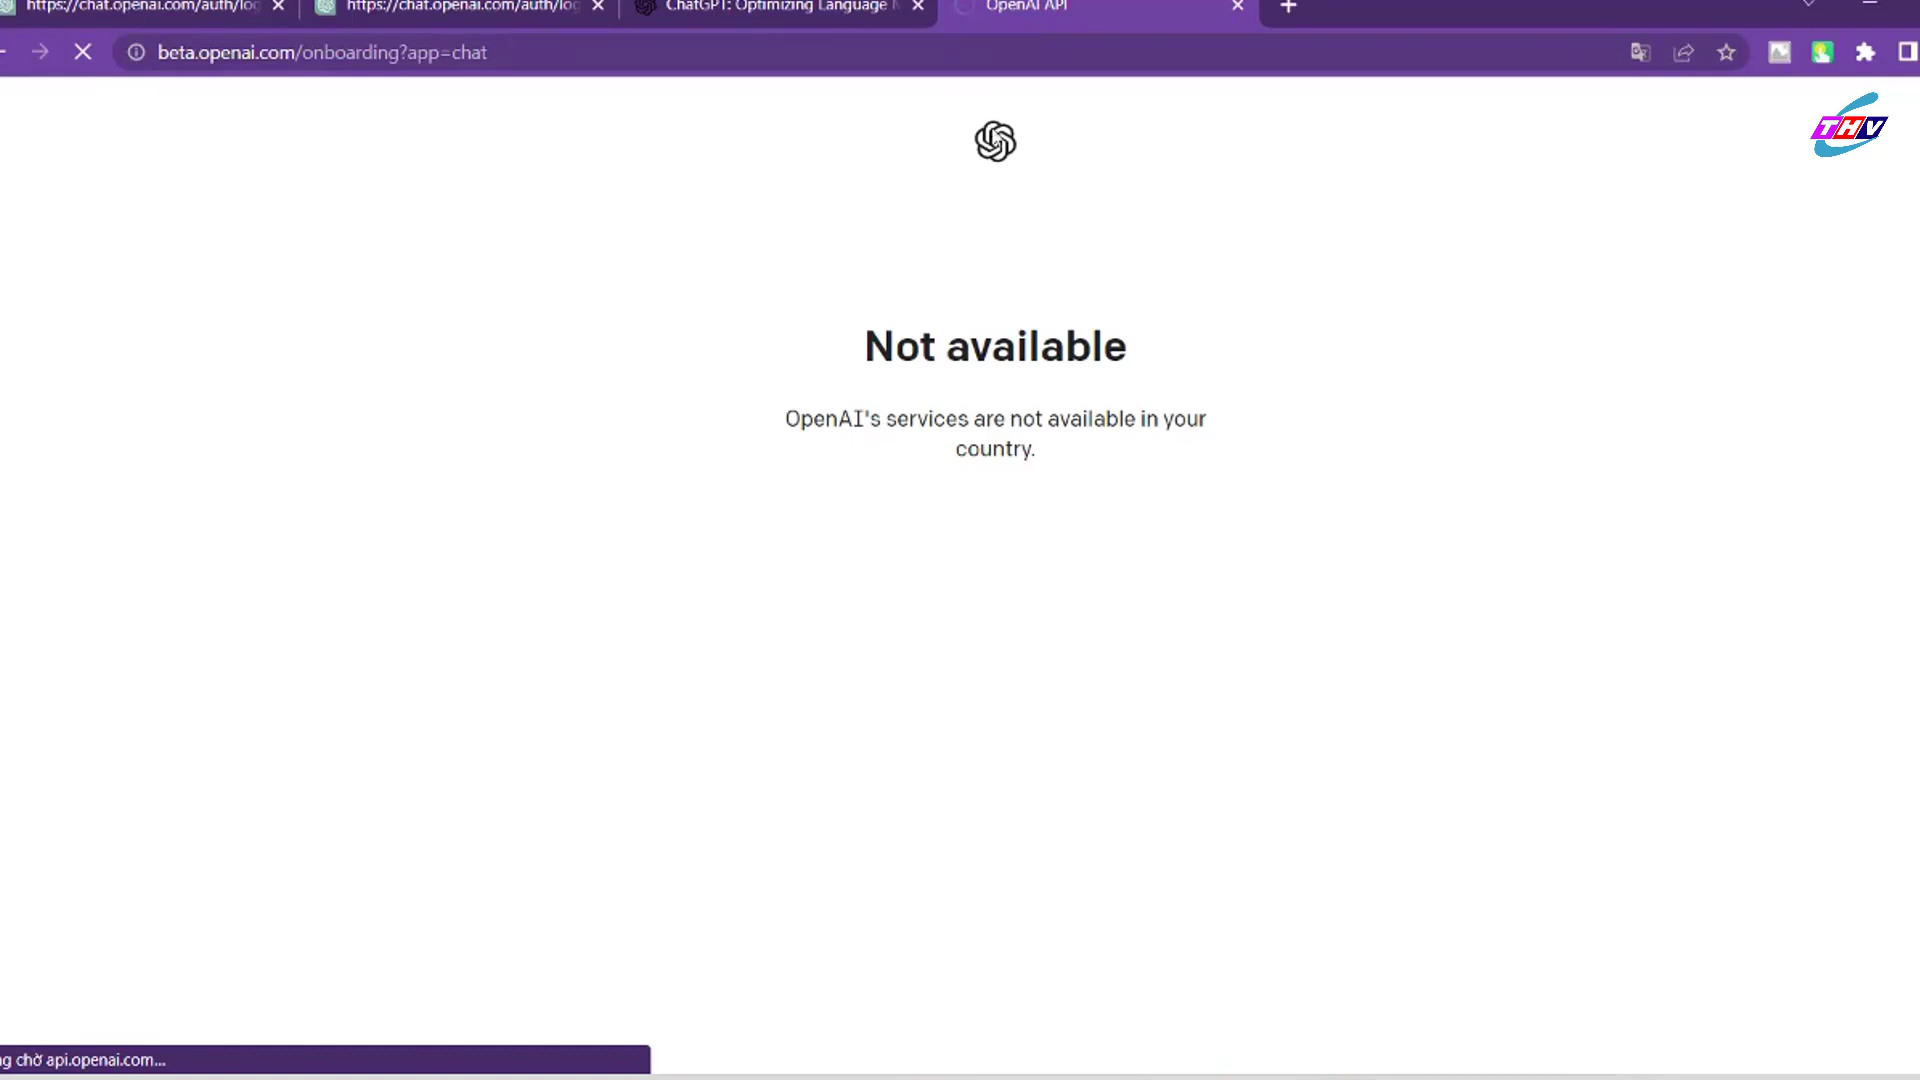 https://chat.openai.com/auth/log
https://chat.openai.com/auth/log
ChatGPT: Optimizing Language
OpenAI API
beta.openai.com/onboarding?app=chat
THV
Not available
OpenAI's services are not available in your
country.
chờ api.openai.com...